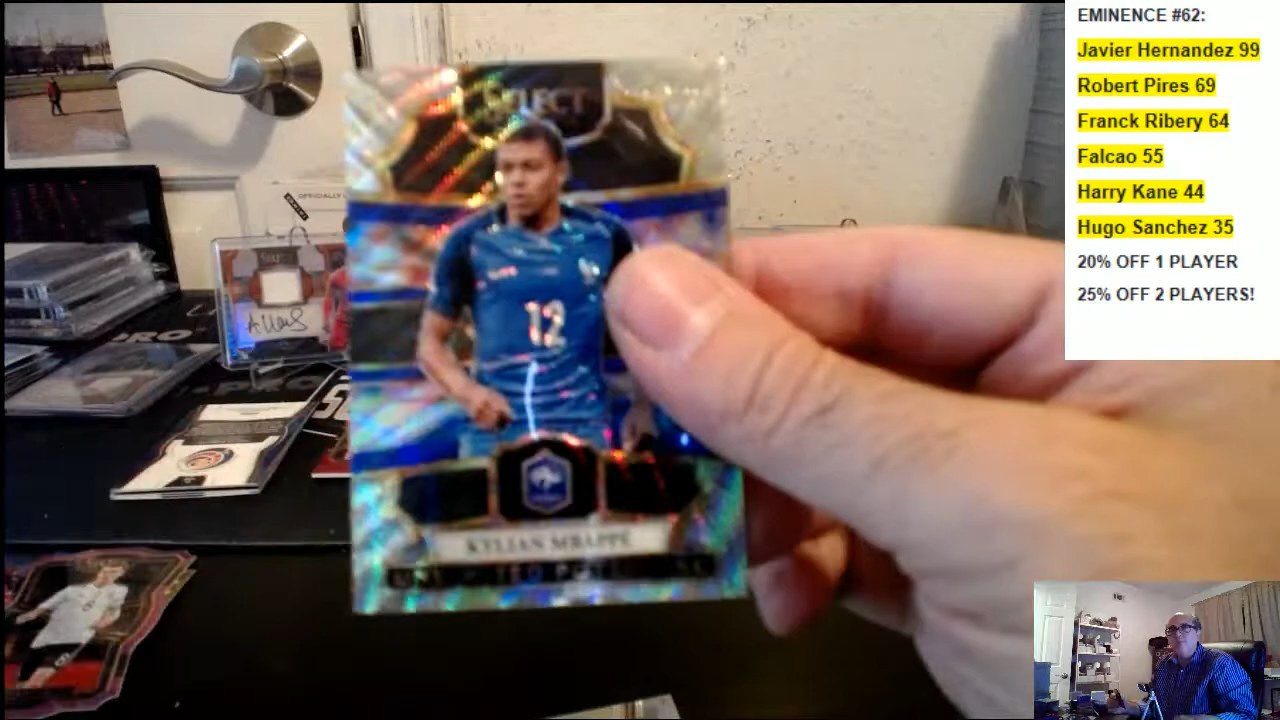 EMINENCE #62:
Javier Hernandez 99
Robert Pires 69
Franck Ribery 64
Falcao 55
Harry Kane 44
Hugo Sanchez 35
20% OFF 1 PLAYER
25% OFF 2 PLAYERS!
SELECT
12
KYLIAN MBAPPÉ